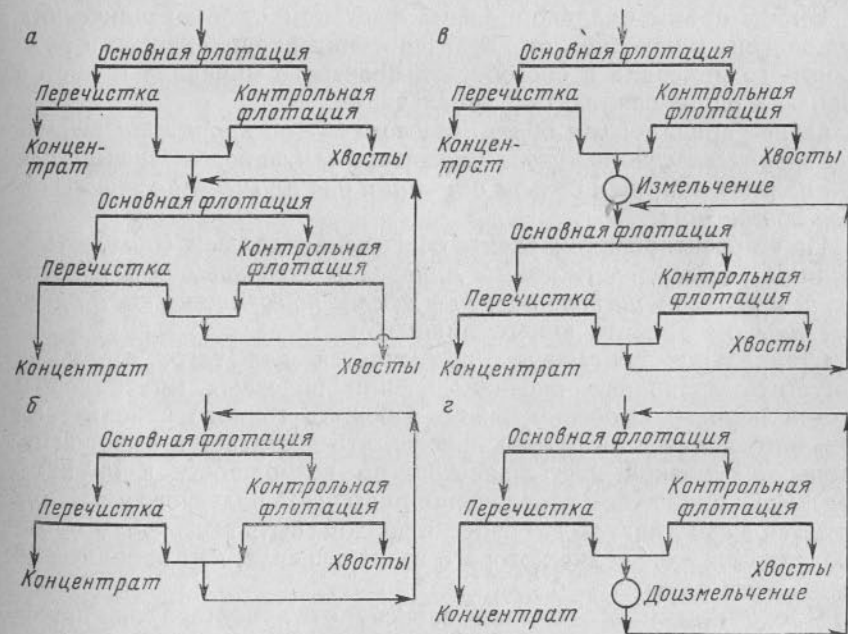 а
Основная флотация
Перечистка
Контрольная
флотация
Концен-
трат
Хвосты
Основная флотация
Перечистка
Контрольная
флотация
Концентрат
Хвосты
б
Основная флотация
Перечистка
Контрольная
флотация
Концентрат
Хвосты
в
Основная флотация
Перечистка
Контрольная
флотация
Концен-
трат
Хвосты
Измельчение
Основная флотация
Перечистка
Контрольная
флотация
Концентрат
Хвосты
г
Основная флотация
Перечистка
Контрольная
флотация
Концентрат
Хвосты
Доизмельчение